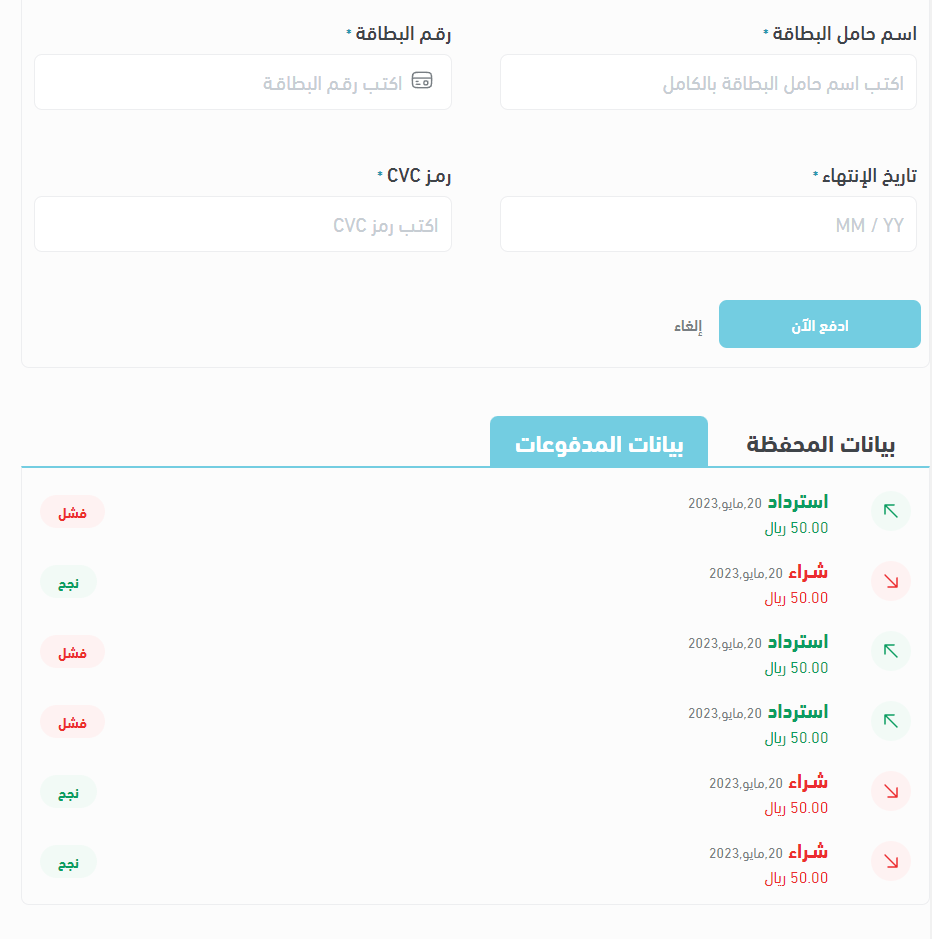 اسم حامل البطاقة *
رقم البطاقة *
اكتب اسم حامل البطاقة بالكامل
اكتب رقم البطاقة
تاريخ الإنتهاء *
رمز CVC *
MM / YY
اكتب رمز CVC
ادفع الآن
إلغاء
بيانات المحفظة
بيانات المدفوعات
استرداد 20,مايو,2023
50.00 ريال
فشل
شراء 20,مايو,2023
50.00 ريال
نجح
استرداد 20,مايو,2023
50.00 ريال
فشل
استرداد 20,مايو,2023
50.00 ريال
فشل
شراء 20,مايو,2023
50.00 ريال
نجح
شراء 20,مايو,2023
50.00 ريال
نجح